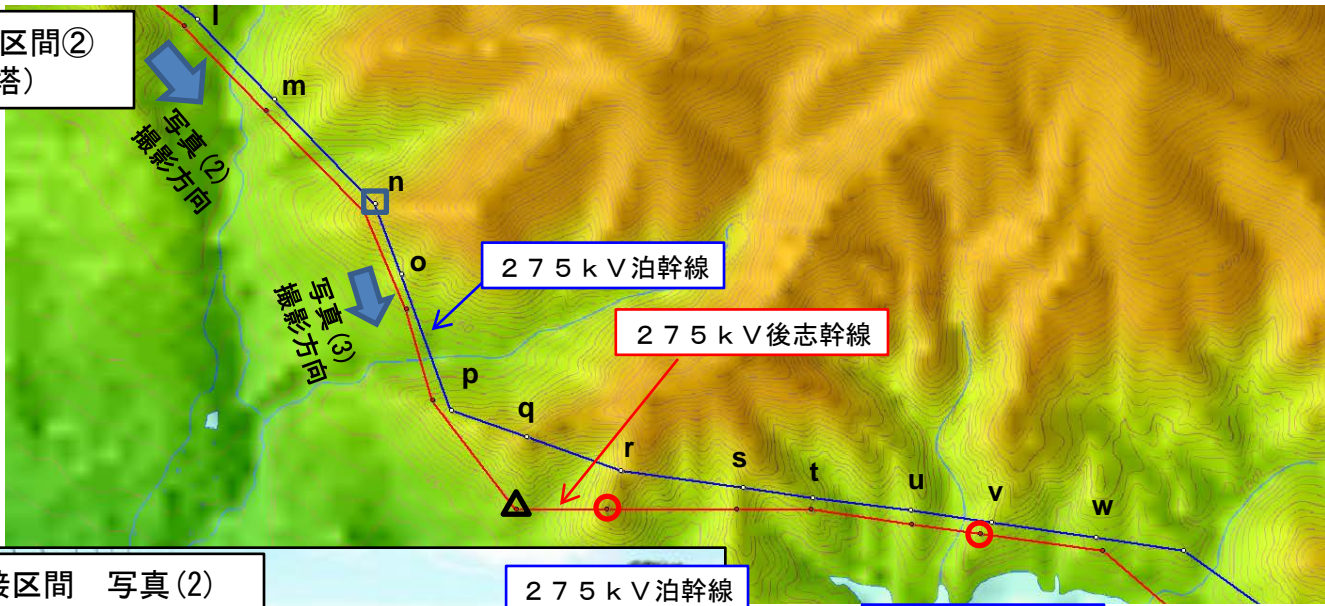 区間②
塔)
l
m
写真(2)
撮影方向
n
o
275kV泊幹線
写真(3)
撮影方向
275kV後志幹線
p
q
r
s
t
u
v
w
接区間 写真(2)
275kV泊幹線